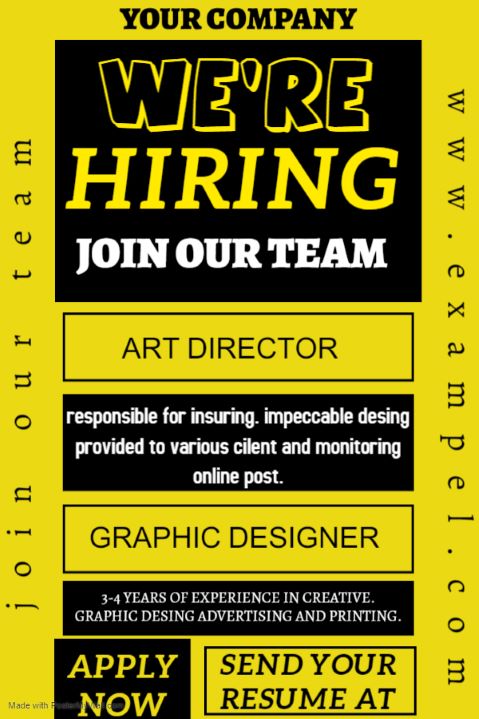 YOUR COMPANY
WE'RE
HIRING
JOIN OUR TEAM
join our team
www.exampel.com
ART DIRECTOR
responsible for insuring. impeccable desing
provided to various cilent and monitoring
online post.
GRAPHIC DESIGNER
3-4 YEARS OF EXPERIENCE IN CREATIVE.
GRAPHIC DESING ADVERTISING AND PRINTING.
APPLY
NOW
SEND YOUR
RESUME AT
Made with